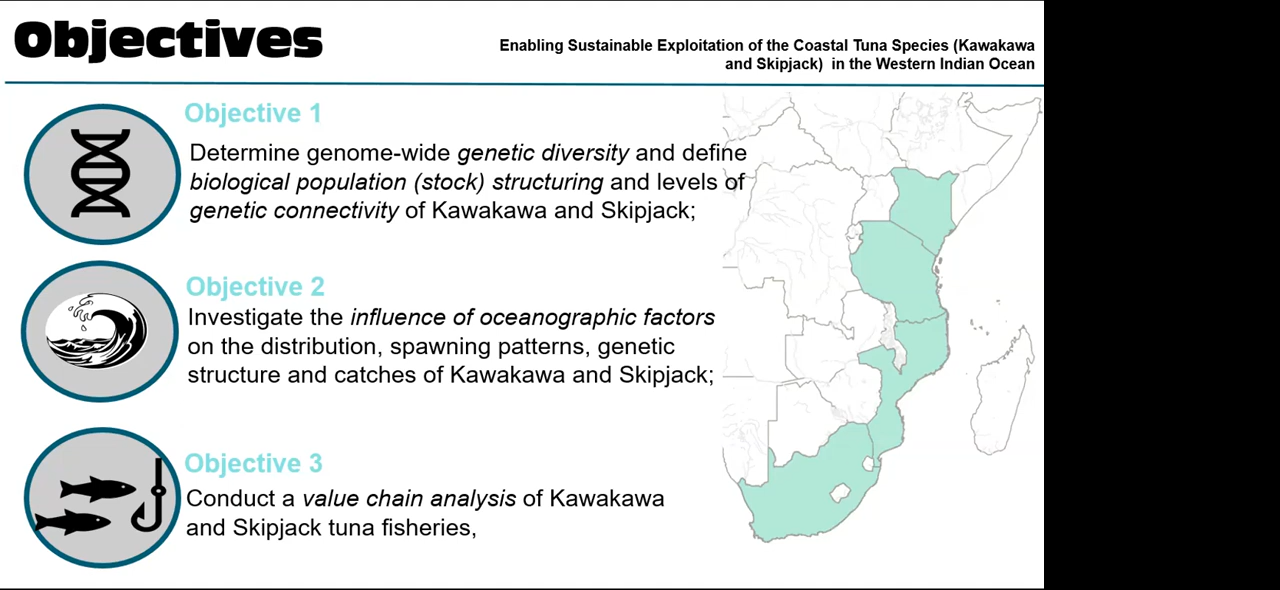 Objectives
Enabling Sustainable Exploitation of the Coastal Tuna Species (Kawakawa
and Skipjack) in the Western Indian Ocean
Objective 1
Determine genome-wide genetic diversity and define
biological population (stock) structuring and levels of
genetic connectivity of Kawakawa and Skipjack;
Objective 2
Investigate the influence of oceanographic factors
on the distribution, spawning patterns, genetic
structure and catches of Kawakawa and Skipjack;
Objective 3
Conduct a value chain analysis of Kawakawa
and Skipjack tuna fisheries,